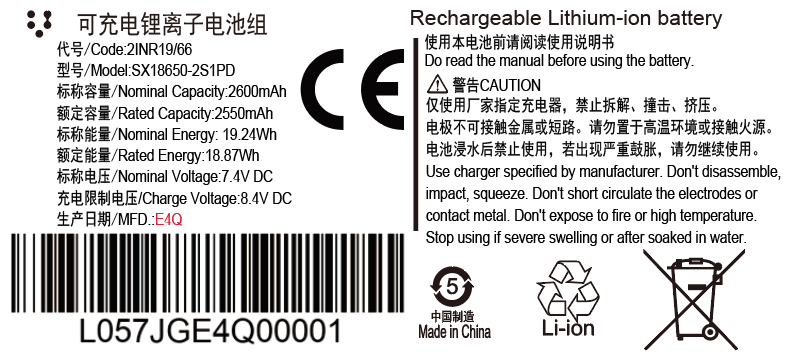 可充电锂离子电池组
代号/Code:2INR19/66
型号/Model:SX18650-2S1PD
标称容量/Nominal Capacity:2600mAh
额定容量/Rated Capacity:2550mAh
标称能量/Nominal Energy: 19.24Wh
额定能量/Rated Energy:18.87Wh
标称电压/Nominal Voltage:7.4V DC
充电限制电压/Charge Voltage:8.4V DC
生产日期/MFD.:E4Q
CE
L057JGE4Q00001
Rechargeable Lithium-ion battery
使用本电池前请阅读使用说明书
Do read the manual before using the battery.
警告CAUTION
仅使用厂家指定充电器，禁止拆解、撞击、挤压。
电极不可接触金属或短路。请勿置于高温环境或接触火源。
电池浸水后禁止使用，若出现严重鼓胀，请勿继续使用。
Use charger specified by manufacturer. Don't disassemble,
impact, squeeze. Don't short circulate the electrodes or
contact metal. Don't expose to fire or high temperature.
Stop using if severe swelling or after soaked in water.
5
中国制造
Made in China
Li-ion